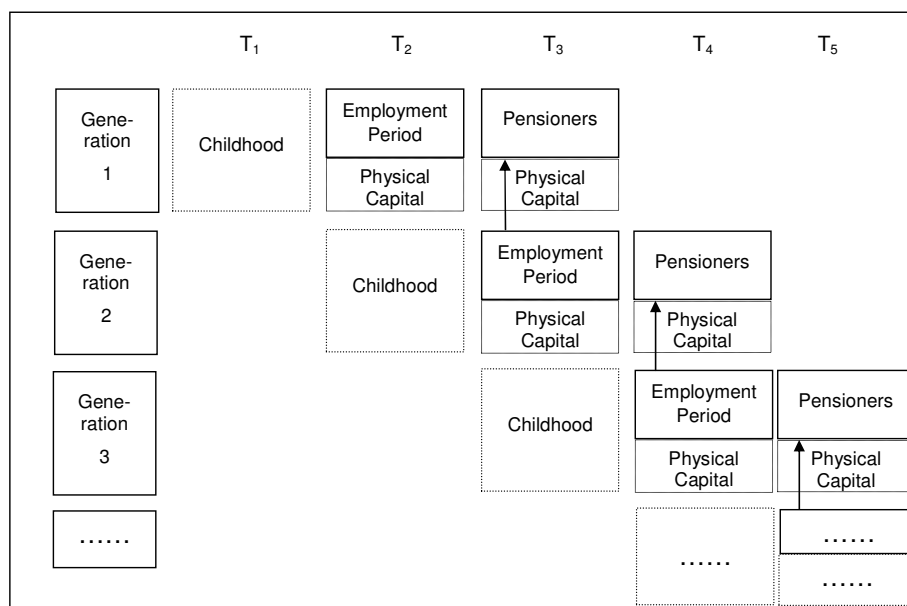 T₁ T₂ T₃ T₄ T₅
Gene-
ration
1
Childhood
Employment
Period
Physical
Capital
Pensioners
Physical
Capital
Gene-
ration
2
Childhood
Employment
Period
Physical
Capital
Pensioners
Physical
Capital
Gene-
ration
3
Childhood
Employment
Period
Physical
Capital
Pensioners
Physical
Capital
......
......
......
......